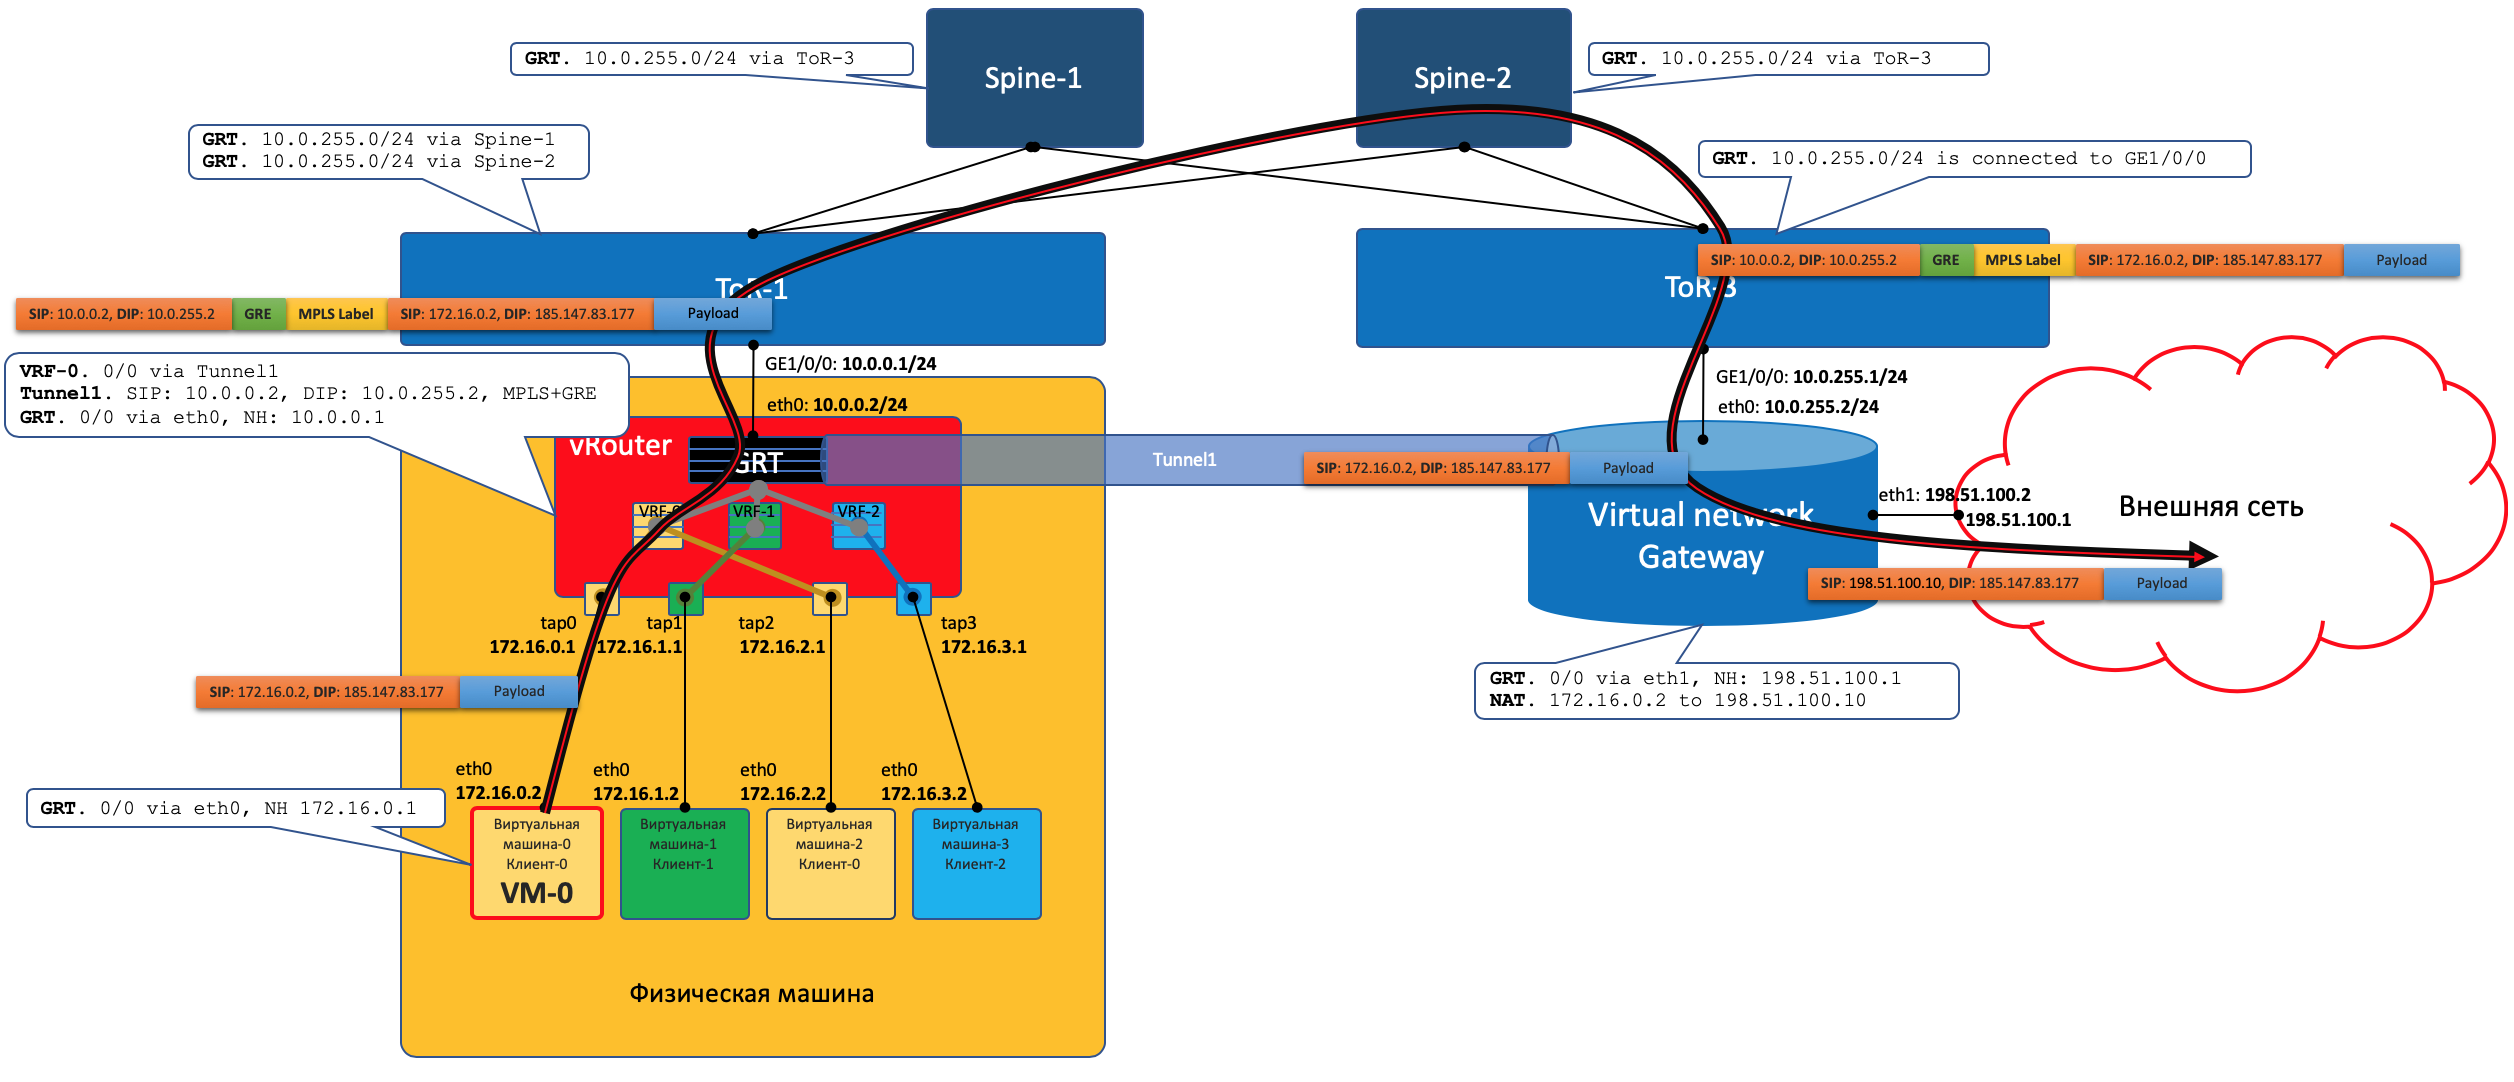 Spine-1
Spine-2
GRT. 10.0.255.0/24 via ToR-3
GRT. 10.0.255.0/24 via ToR-3
GRT. 10.0.255.0/24 via Spine-1
GRT. 10.0.255.0/24 via Spine-2
GRT. 10.0.255.0/24 is connected to GE1/0/0
ToR-1
ToR-3
SIP: 10.0.0.2, DIP: 10.0.255.2 GRE MPLS Label SIP: 172.16.0.2, DIP: 185.147.83.177 Payload
SIP: 10.0.0.2, DIP: 10.0.255.2 GRE MPLS Label SIP: 172.16.0.2, DIP: 185.147.83.177 Payload
VRF-0. 0/0 via Tunnel1
Tunnel1. SIP: 10.0.0.2, DIP: 10.0.255.2, MPLS+GRE
GRT. 0/0 via eth0, NH: 10.0.0.1
GE1/0/0: 10.0.0.1/24
eth0: 10.0.0.2/24
GE1/0/0: 10.0.255.1/24
eth0: 10.0.255.2/24
vRouter
GRT
Tunnel1
SIP: 172.16.0.2, DIP: 185.147.83.177 Payload
VRF-0
VRF-1
VRF-2
Virtual network
Gateway
eth1: 198.51.100.2
198.51.100.1
Внешняя сеть
SIP: 198.51.100.10, DIP: 185.147.83.177 Payload
tap0
172.16.0.1
tap1
172.16.1.1
tap2
172.16.2.1
tap3
172.16.3.1
GRT. 0/0 via eth1, NH: 198.51.100.1
NAT. 172.16.0.2 to 198.51.100.10
SIP: 172.16.0.2, DIP: 185.147.83.177 Payload
eth0
172.16.0.2
eth0
172.16.1.2
eth0
172.16.2.2
eth0
172.16.3.2
GRT. 0/0 via eth0, NH 172.16.0.1
Виртуальная
машина-0
Клиент-0
VM-0
Виртуальная
машина-1
Клиент-1
Виртуальная
машина-2
Клиент-0
Виртуальная
машина-3
Клиент-2
Физическая машина